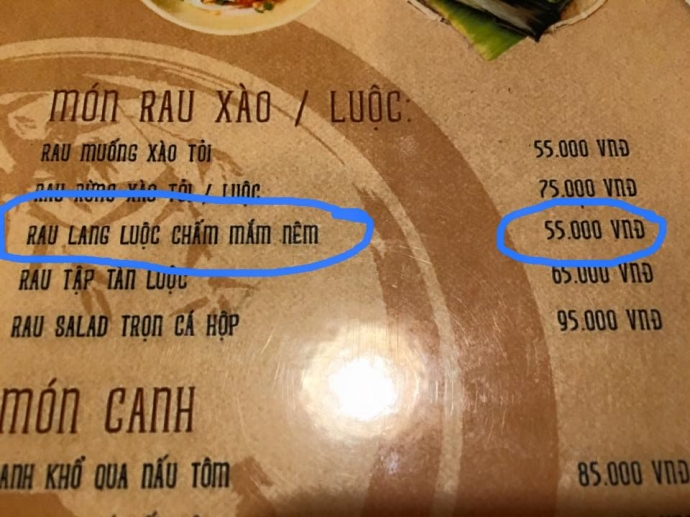 MÓN RAU XÀO / LUỘC:
RAU MUỐNG XÀO TỎI 55.000 VNĐ
RAU RỪNG XÀO TỎI / LUỘC 75.000 VNĐ
RAU LANG LUỘC CHẤM MẮM NÊM 55.000 VNĐ
RAU TẬP TÀN LUỘC 65.000 VNĐ
RAU SALAD TRỌN CÁ HỘP 95.000 VNĐ
MÓN CANH
ANH KHỔ QUA NẤU TÔM 85.000 VNĐ